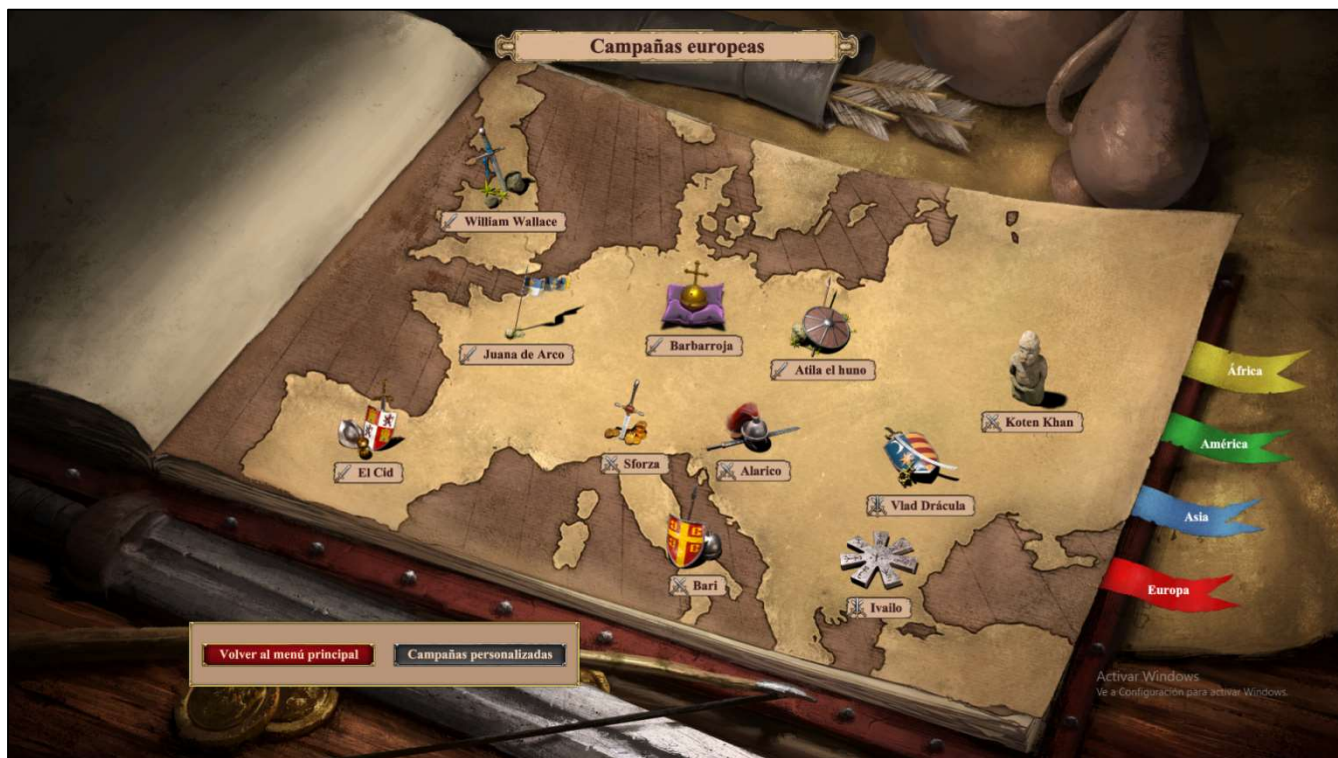 Campañas europeas
William Wallace
Juana de Arco
Barbarroja
Atila el huno
Koten Khan
El Cid
Sforza
Alarico
Vlad Drácula
Bari
Ivailo
África
América
Asia
Europa
Volver al menú principal
Campañas personalizadas
Activar Windows
Ve a Configuración para activar Windows.